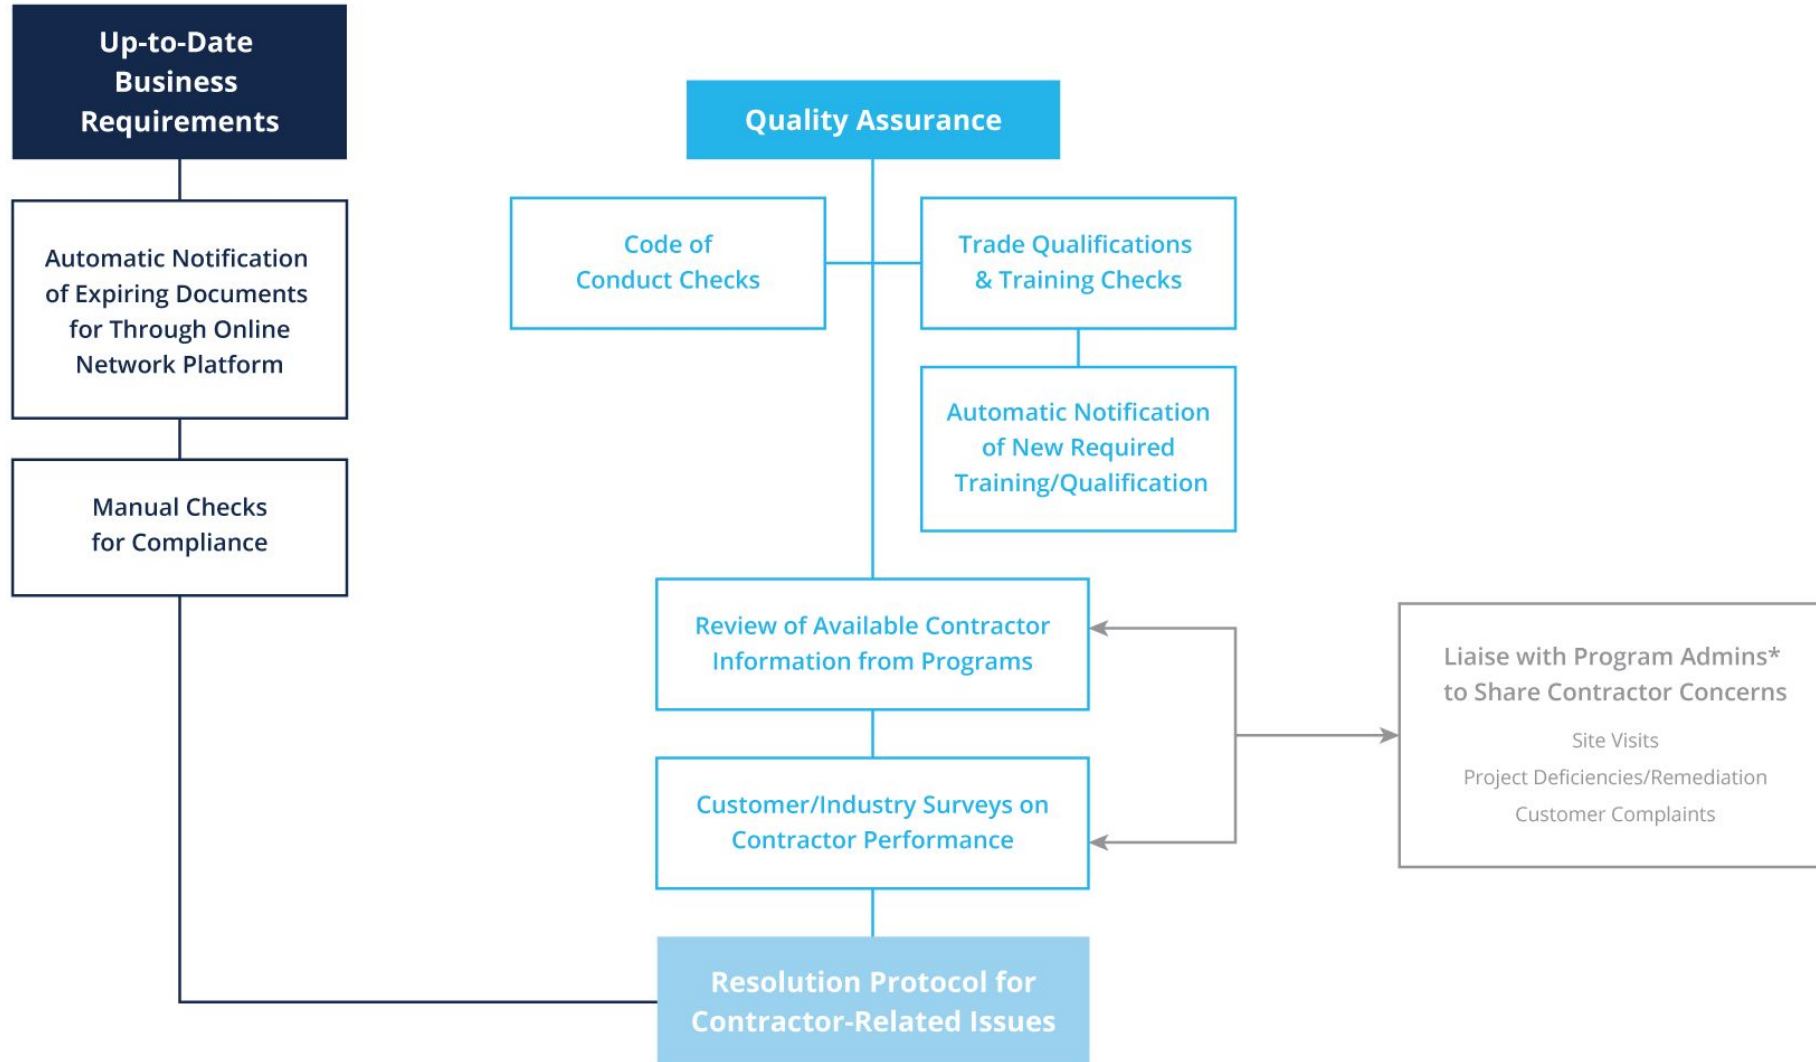 Up-to-Date
Business
Requirements
Automatic Notification
of Expiring Documents
for Through Online
Network Platform
Manual Checks
for Compliance
Quality Assurance
Code of
Conduct Checks
Trade Qualifications
& Training Checks
Automatic Notification
of New Required
Training/Qualification
Review of Available Contractor
Information from Programs
Customer/Industry Surveys on
Contractor Performance
Liaise with Program Admins*
to Share Contractor Concerns
Site Visits
Project Deficiencies/Remediation
Customer Complaints
Resolution Protocol for
Contractor-Related Issues